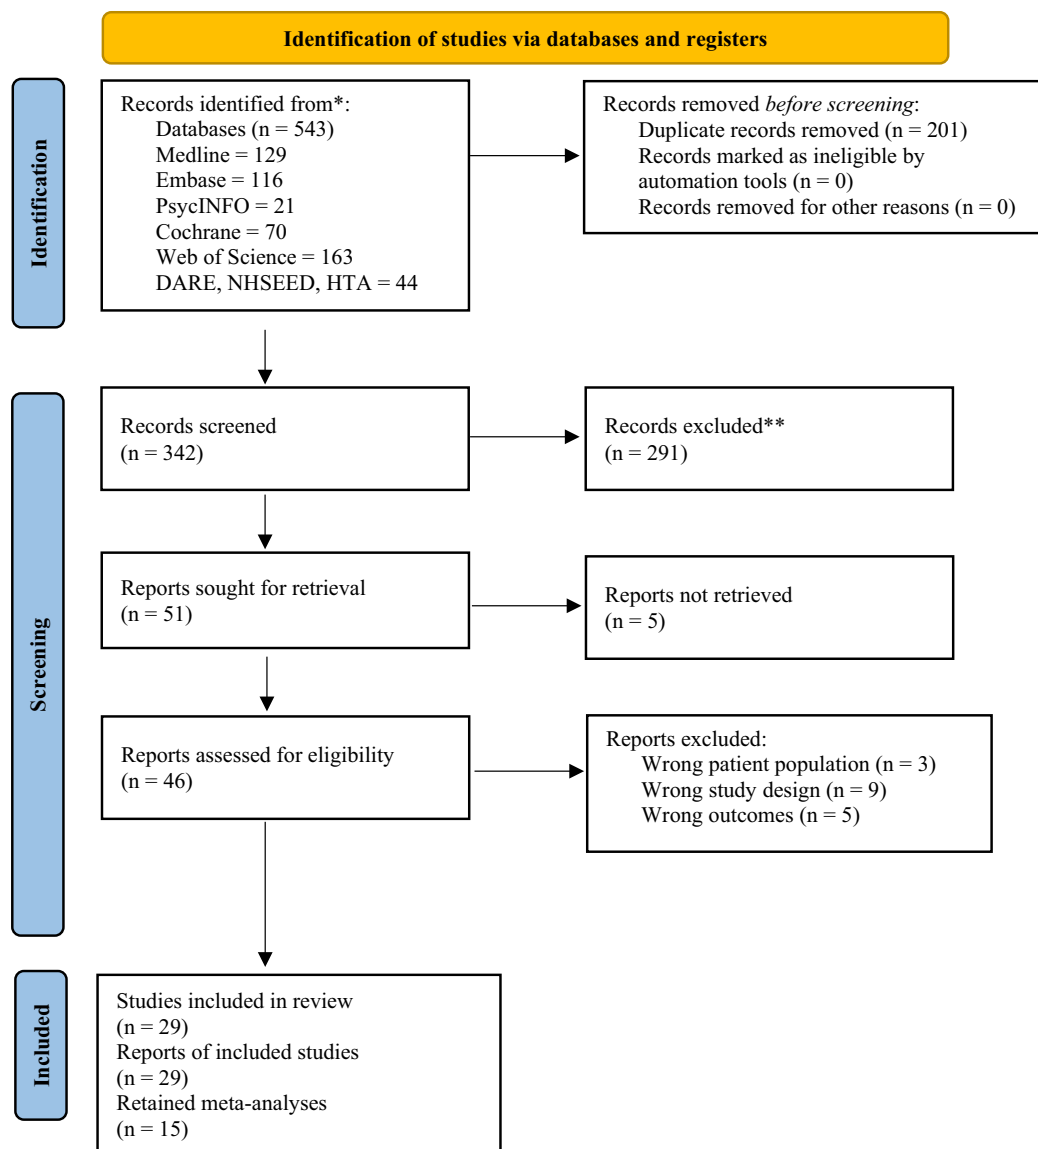 Identification of studies via databases and registers
Identification
Records identified from*:
Databases (n = 543)
Medline = 129
Embase = 116
PsycINFO = 21
Cochrane = 70
Web of Science = 163
DARE, NHSEED, HTA = 44
Records removed before screening:
Duplicate records removed (n = 201)
Records marked as ineligible by
automation tools (n = 0)
Records removed for other reasons (n = 0)
Screening
Records screened
(n = 342)
Records excluded**
(n = 291)
Reports sought for retrieval
(n = 51)
Reports not retrieved
(n = 5)
Reports assessed for eligibility
(n = 46)
Reports excluded:
Wrong patient population (n = 3)
Wrong study design (n = 9)
Wrong outcomes (n = 5)
Included
Studies included in review
(n = 29)
Reports of included studies
(n = 29)
Retained meta-analyses
(n = 15)